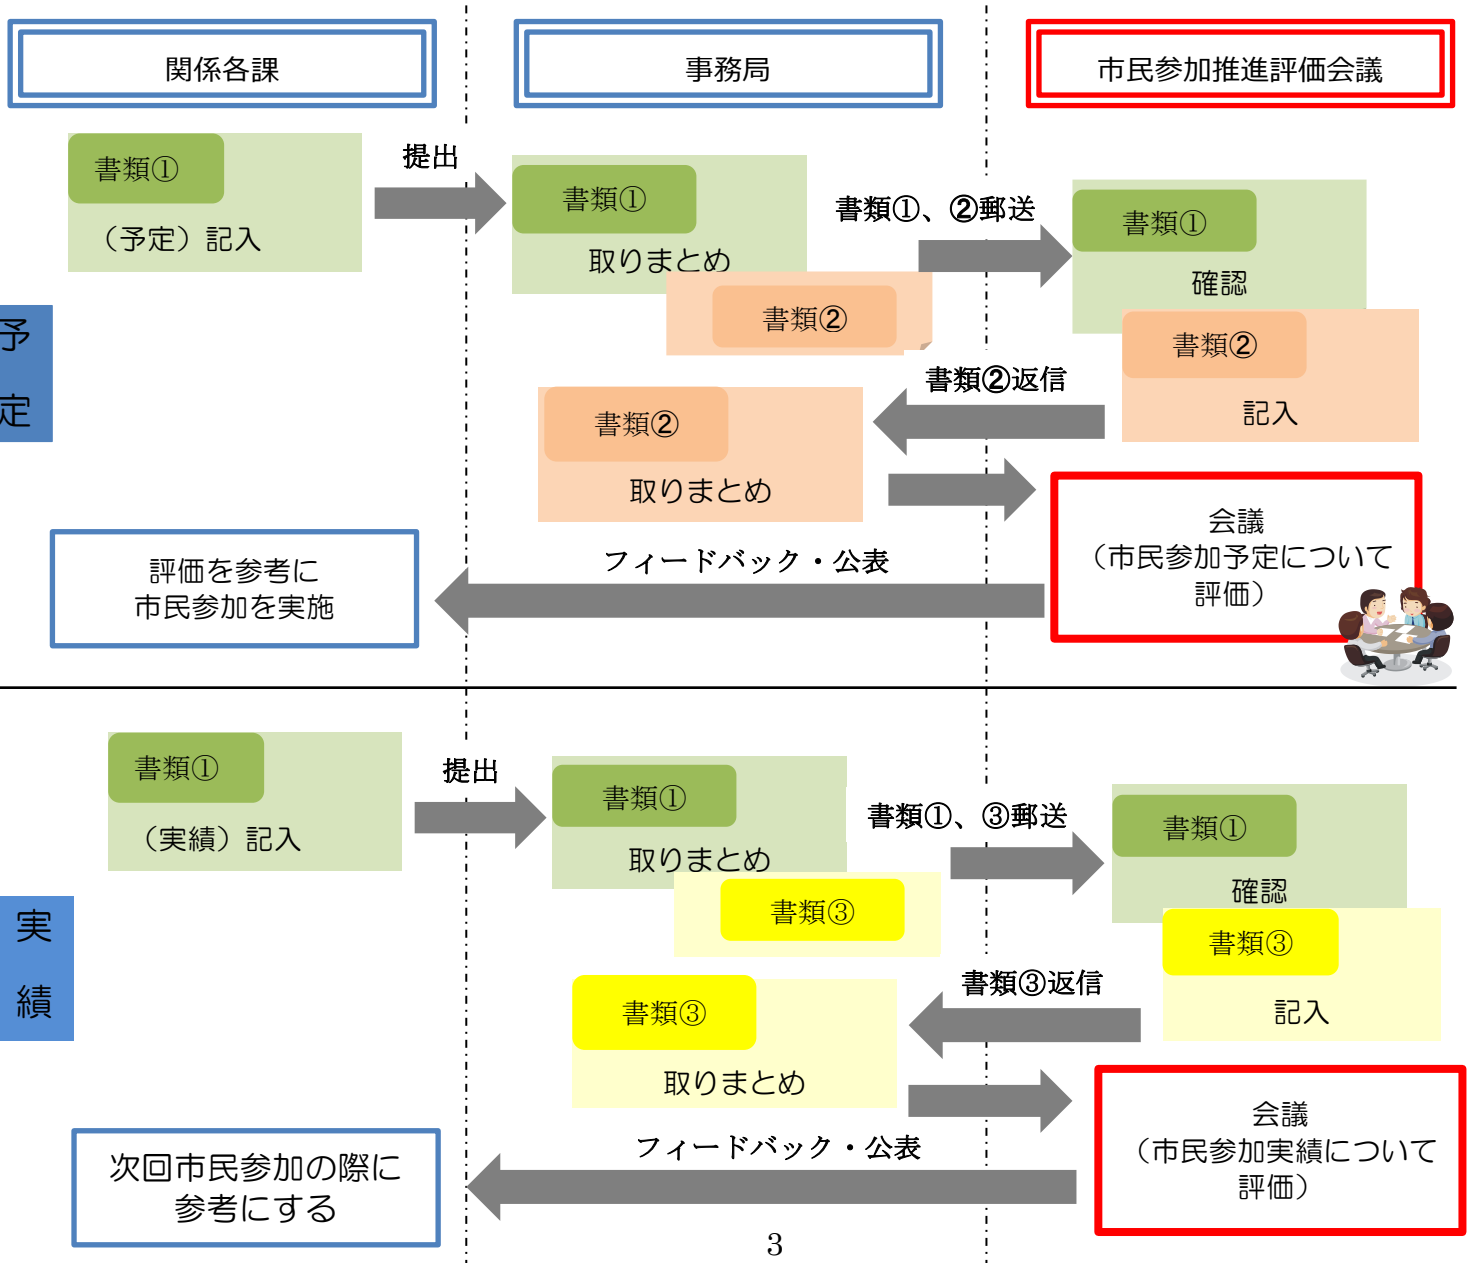 関係各課
事務局
市民参加推進評価会議
書類①
（予定）記入
提出
書類①
取りまとめ
書類②
書類①、②郵送
書類①
確認
書類②
記入
予
定
書類②返信
書類②
取りまとめ
会議
（市民参加予定について
評価）
フィードバック・公表
評価を参考に
市民参加を実施
書類①
（実績）記入
提出
書類①
取りまとめ
書類③
書類①、③郵送
書類①
確認
書類③
記入
実
績
書類③返信
書類③
取りまとめ
会議
（市民参加実績について
評価）
フィードバック・公表
次回市民参加の際に
参考にする
3